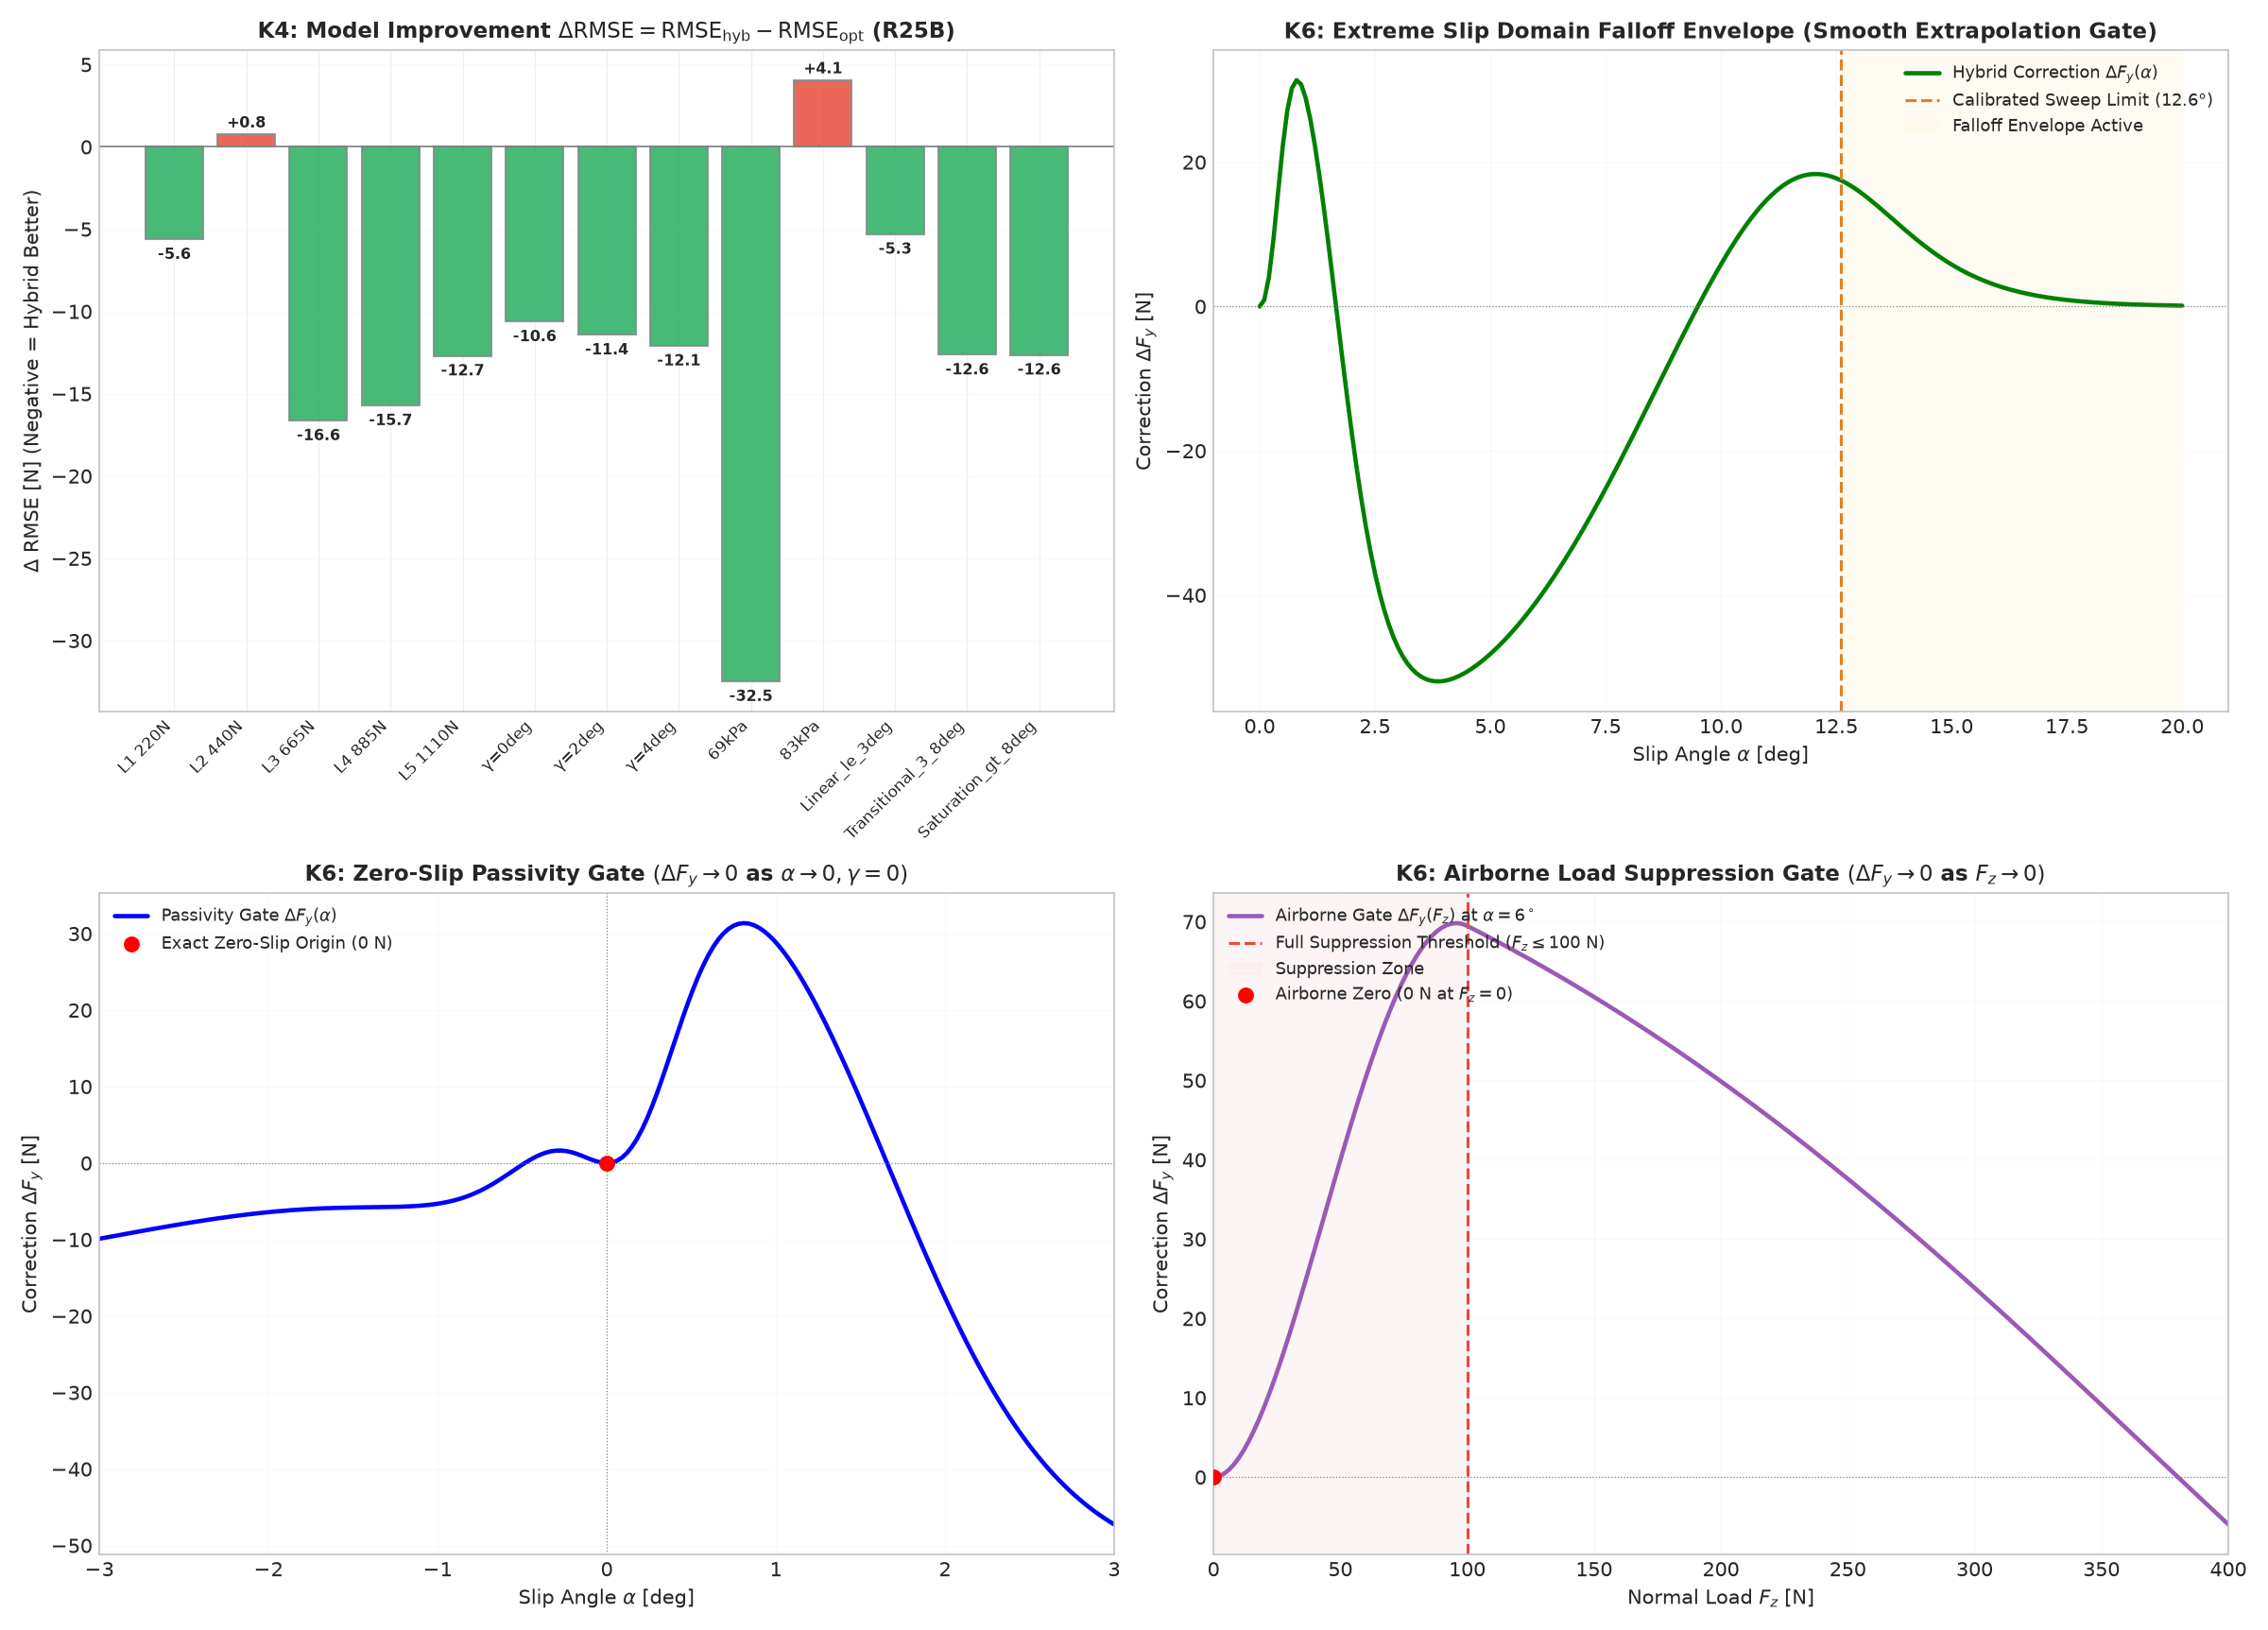 K4: Model Improvement ΔRMSE = RMSE_hyb − RMSE_opt (R25B)
Δ RMSE [N] (Negative = Hybrid Better)
5
0
−5
−10
−15
−20
−25
−30
-5.6
+0.8
-16.6
-15.7
-12.7
-10.6
-11.4
-12.1
-32.5
+4.1
-5.3
-12.6
-12.6
L1 220N
L2 440N
L3 665N
L4 885N
L5 1110N
γ=0deg
γ=2deg
γ=4deg
69kPa
83kPa
Linear_le_3deg
Transitional_3_8deg
Saturation_gt_8deg
K6: Extreme Slip Domain Falloff Envelope (Smooth Extrapolation Gate)
Hybrid Correction ΔF_y(α)
Calibrated Sweep Limit (12.6°)
Falloff Envelope Active
Correction ΔF_y [N]
20
0
−20
−40
0.0
2.5
5.0
7.5
10.0
12.5
15.0
17.5
20.0
Slip Angle α [deg]
K6: Zero-Slip Passivity Gate (ΔF_y → 0 as α → 0, γ = 0)
Passivity Gate ΔF_y(α)
Exact Zero-Slip Origin (0 N)
Correction ΔF_y [N]
30
20
10
0
−10
−20
−30
−40
−50
−3
−2
−1
0
1
2
3
Slip Angle α [deg]
K6: Airborne Load Suppression Gate (ΔF_y → 0 as F_z → 0)
Airborne Gate ΔF_y(F_z) at α = 6°
Full Suppression Threshold (F_z ≤ 100 N)
Suppression Zone
Airborne Zero (0 N at F_z = 0)
Correction ΔF_y [N]
70
60
50
40
30
20
10
0
0
50
100
150
200
250
300
350
400
Normal Load F_z [N]